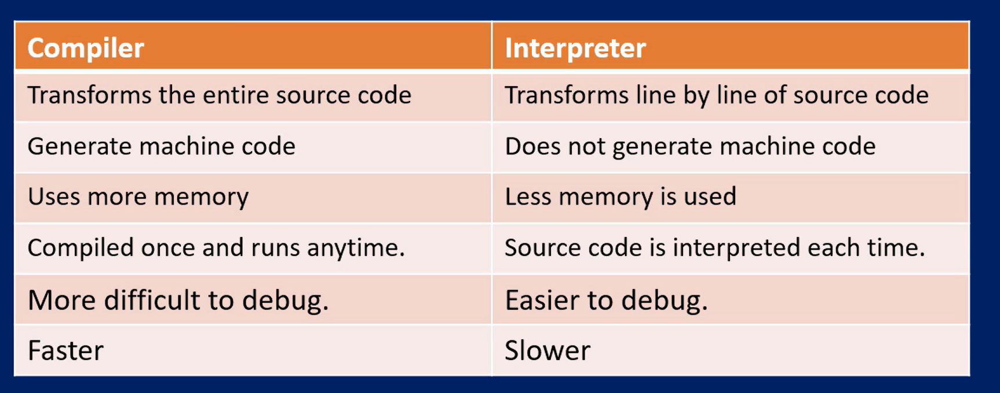 Compiler
Interpreter
Transforms the entire source code
Transforms line by line of source code
Generate machine code
Does not generate machine code
Uses more memory
Less memory is used
Compiled once and runs anytime.
Source code is interpreted each time.
More difficult to debug.
Easier to debug.
Faster
Slower